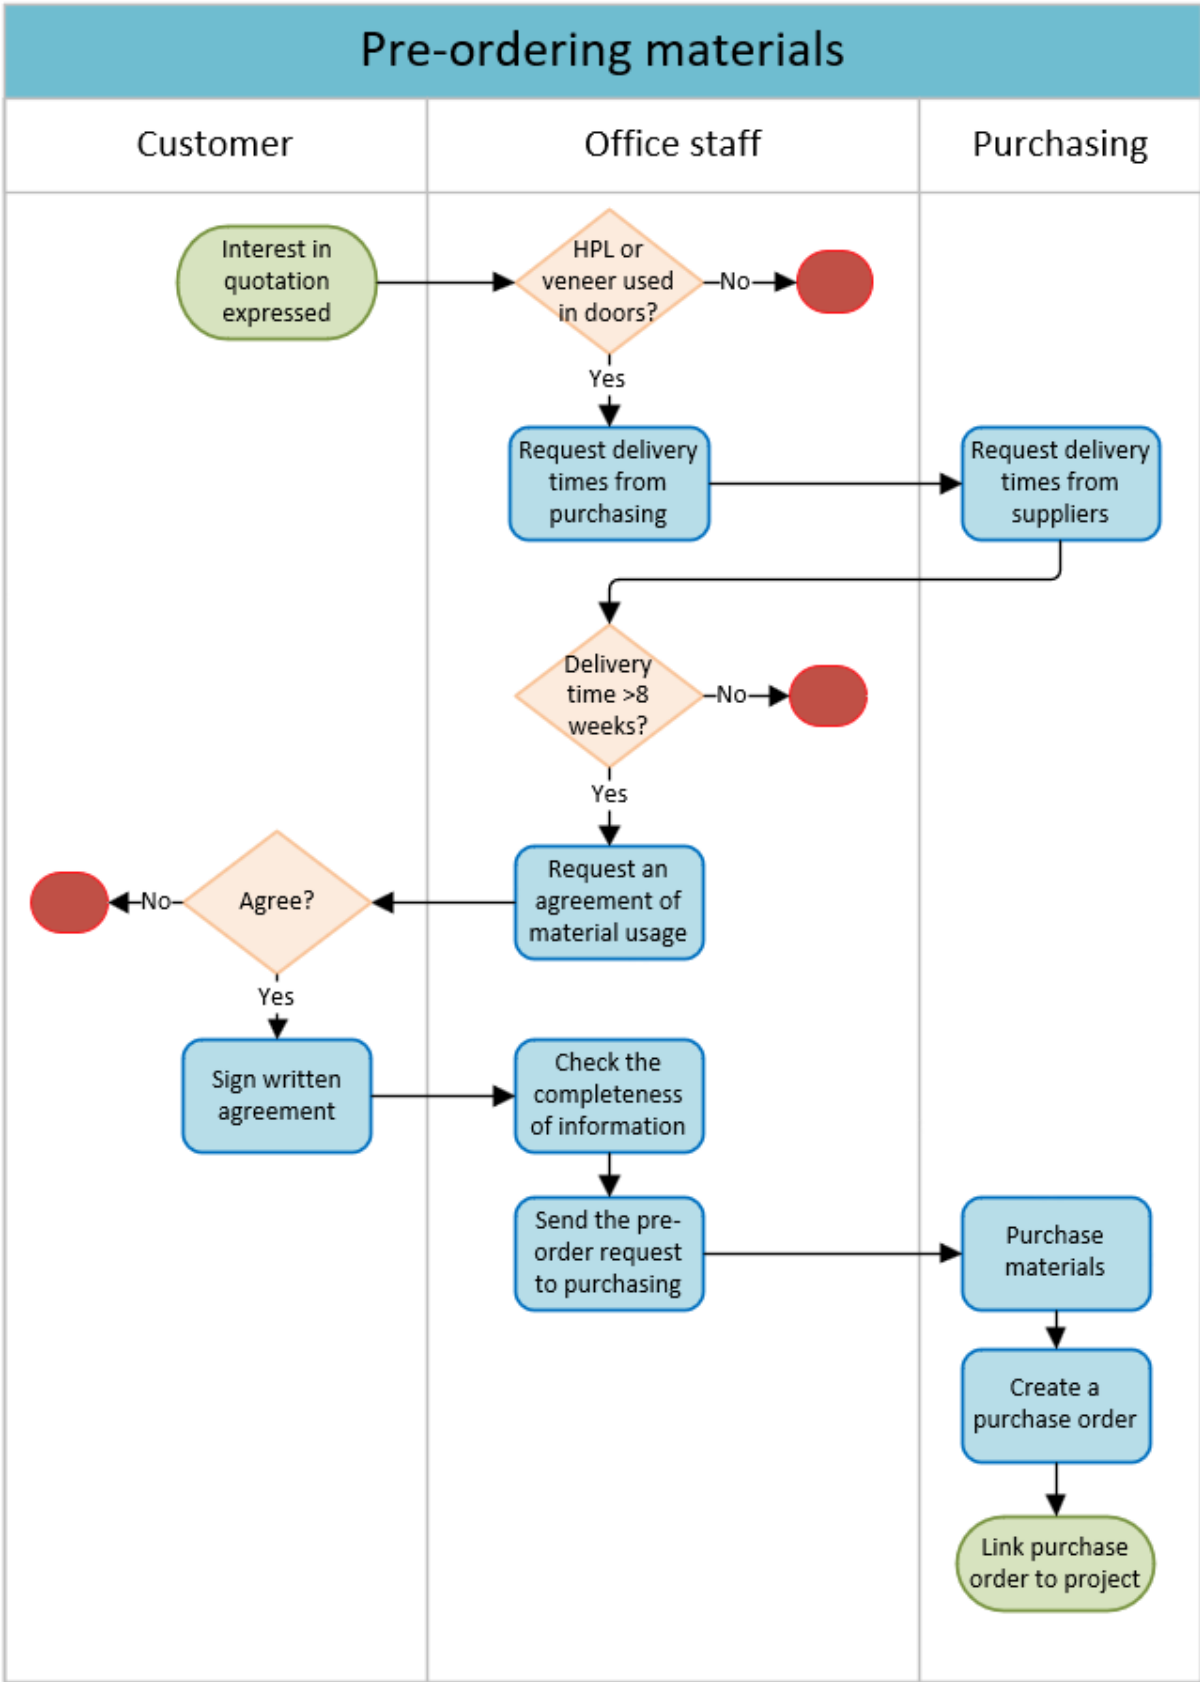 Pre-ordering materials
Customer
Office staff
Purchasing
Interest in
quotation
expressed
HPL or
veneer used
in doors?
No
Yes
Request delivery
times from
purchasing
Request delivery
times from
suppliers
Delivery
time >8
weeks?
No
Yes
Request an
agreement of
material usage
Agree?
No
Yes
Sign written
agreement
Check the
completeness
of information
Send the pre-
order request
to purchasing
Purchase
materials
Create a
purchase order
Link purchase
order to project